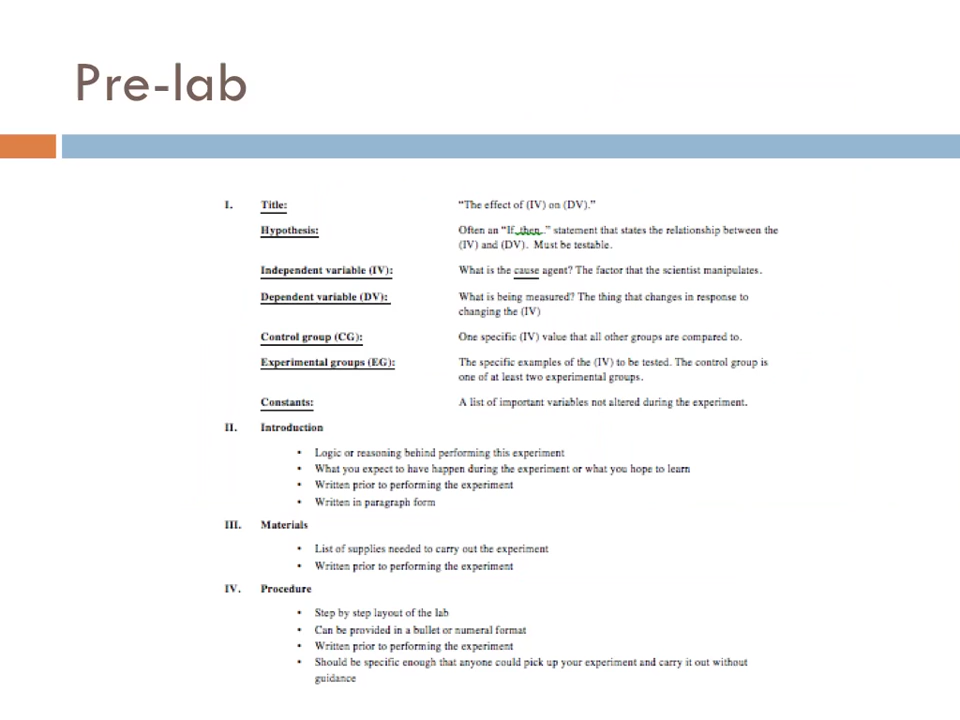 Pre-lab
I. Title: "The effect of (IV) on (DV)."
Hypothesis: Often an "If..then.." statement that states the relationship between the
(IV) and (DV). Must be testable.
Independent variable (IV): What is the cause agent? The factor that the scientist manipulates.
Dependent variable (DV): What is being measured? The thing that changes in response to
changing the (IV)
Control group (CG): One specific (IV) value that all other groups are compared to.
Experimental groups (EG): The specific examples of the (IV) to be tested. The control group is
one of at least two experimental groups.
Constants: A list of important variables not altered during the experiment.
II. Introduction
• Logic or reasoning behind performing this experiment
• What you expect to have happen during the experiment or what you hope to learn
• Written prior to performing the experiment
• Written in paragraph form
III. Materials
• List of supplies needed to carry out the experiment
• Written prior to performing the experiment
IV. Procedure
• Step by step layout of the lab
• Can be provided in a bullet or numeral format
• Written prior to performing the experiment
• Should be specific enough that anyone could pick up your experiment and carry it out without
guidance